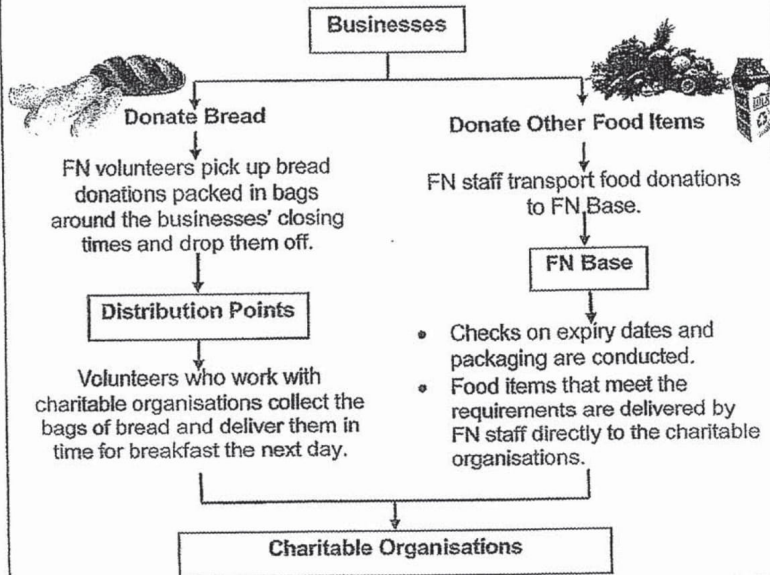 Businesses
Donate Bread
FN volunteers pick up bread
donations packed in bags
around the businesses' closing
times and drop them off.
Distribution Points
Volunteers who work with
charitable organisations collect the
bags of bread and deliver them in
time for breakfast the next day.
Donate Other Food Items
FN staff transport food donations
to FN Base.
FN Base
• Checks on expiry dates and
packaging are conducted.
• Food items that meet the
requirements are delivered by
FN staff directly to the charitable
organisations.
Charitable Organisations